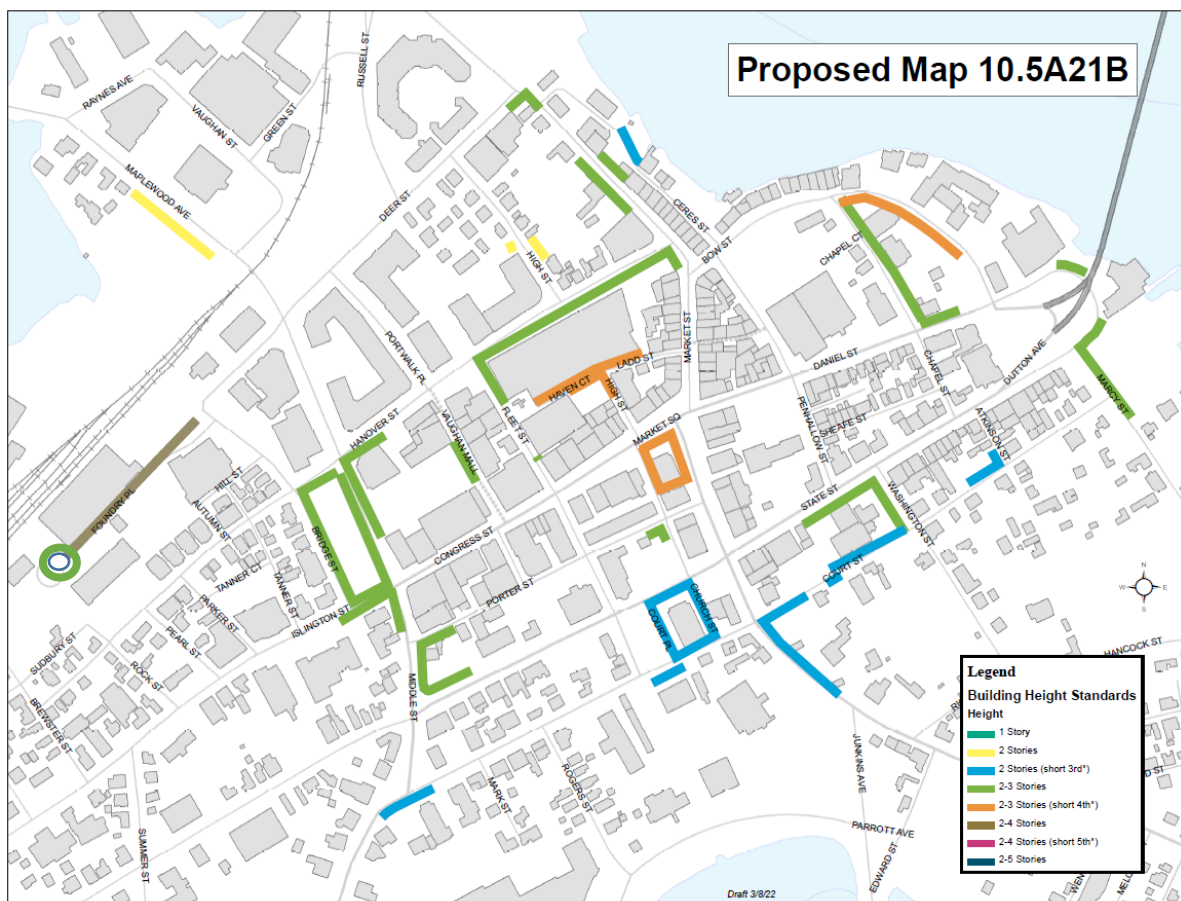 Proposed Map 10.5A21B
RUSSELL ST
RAYNES AVE
VAUGHAN ST
GREEN ST
MAPLEWOOD AVE
DEER ST
CERES ST
BOW ST
HIGH ST
CHAPEL CT
PORTWALK PL
MARKET ST
LADD ST
HAVEN CT
HIGH ST
DANIEL ST
CHAPEL ST
DUTTON AVE
MARCY ST
VAUGHAN MALL
FLEET ST
HANOVER ST
MARKET SQ
PENHALLOW ST
SHEAFE ST
ATKINSON ST
HILL ST
FOUNDRY PL
AUTUMN ST
STATE ST
WASHINGTON ST
BRIDGE ST
CONGRESS ST
TANNER CT
TANNER ST
COURT ST
PORTER ST
ISLINGTON ST
PARKER ST
PEARL ST
CHURCH ST
COURT PL
SUDBURY ST
ROCK ST
N
W
E
S
HANCOCK ST
BREWSTER ST
MIDDLE ST
JUNKINS AVE
MARK ST
ROGERS ST
SUMMER ST
PARROTT AVE
EDWARD ST
Legend
Building Height Standards
Height
1 Story
2 Stories
2 Stories (short 3rd*)
2-3 Stories
2-3 Stories (short 4th*)
2-4 Stories
2-4 Stories (short 5th*)
2-5 Stories
Draft 3/8/22